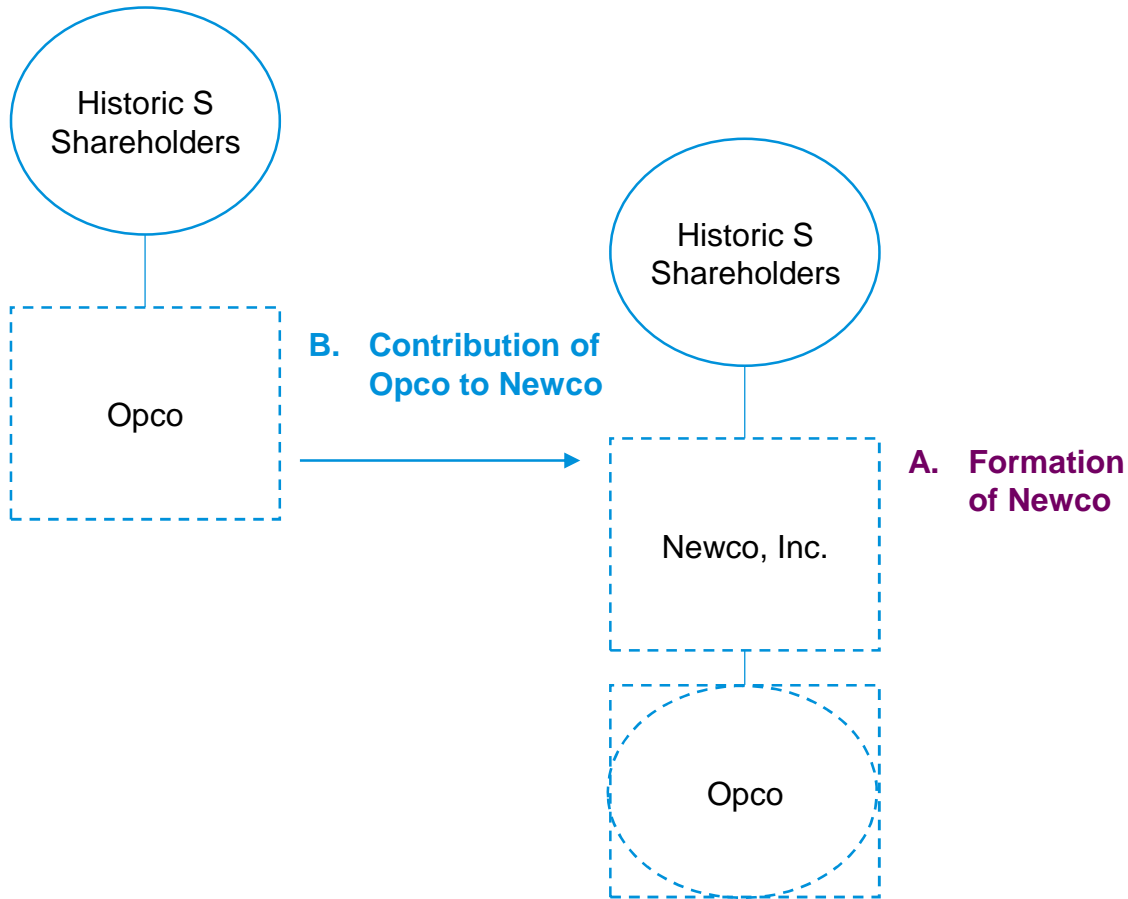 Historic S
Shareholders
Opco
B. Contribution of
Opco to Newco
Historic S
Shareholders
A. Formation
of Newco
Newco, Inc.
Opco